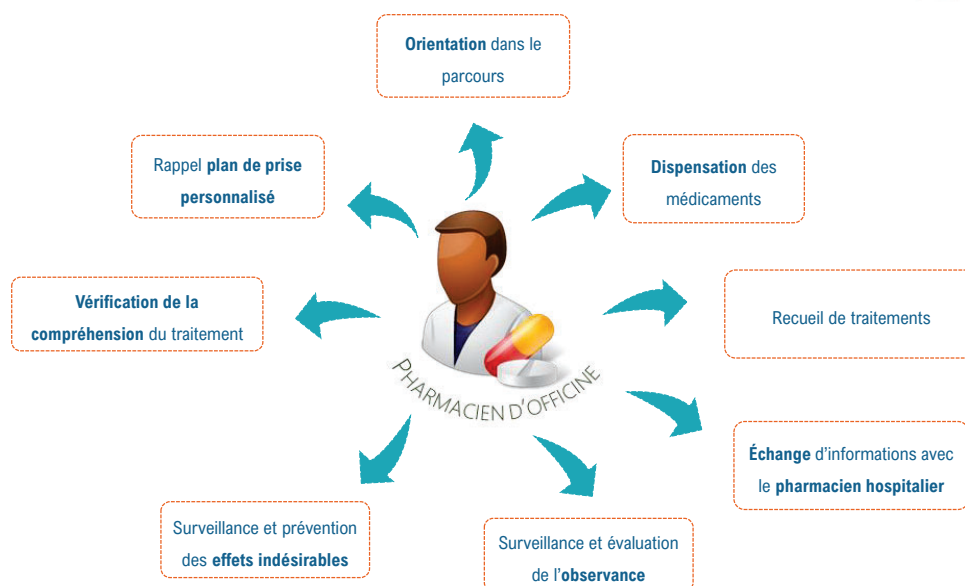 Orientation dans le
parcours
Rappel plan de prise
personnalisé
Dispensation des
médicaments
Vérification de la
compréhension du traitement
Recueil de traitements
PHARMACIEN D'OFFICINE
Échange d'informations avec
le pharmacien hospitalier
Surveillance et prévention
des effets indésirables
Surveillance et évaluation
de l'observance